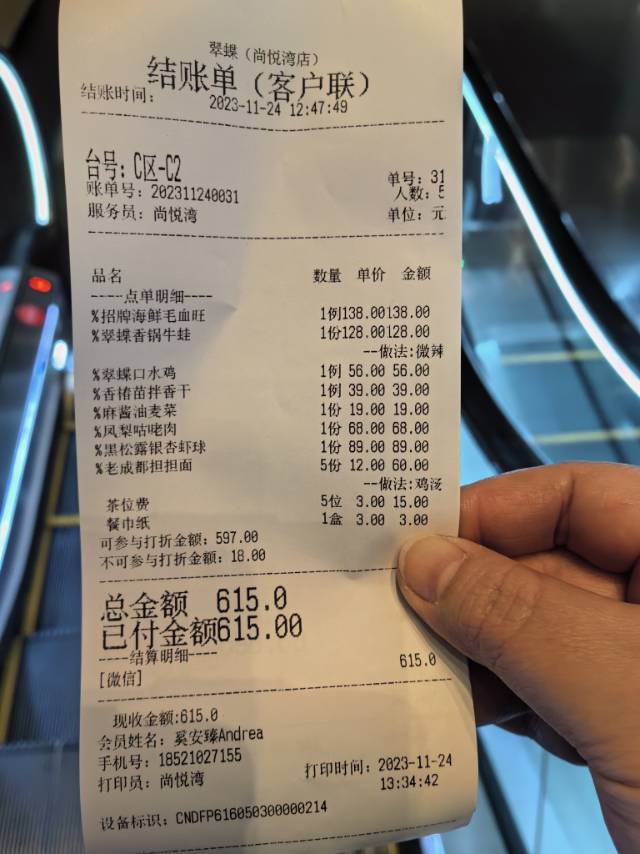 翠蝶（尚悦湾店）
结账单（客户联）
结账时间： 2023-11-24 12:47:49
台号：C区-C2 单号：31
账单号：202311240031 人数：5
服务员：尚悦湾 单位：元
品名 数量 单价 金额
----点单明细----
%招牌海鲜毛血旺 1例138.00138.00
%翠蝶香锅牛蛙 1份128.00128.00
--做法:微辣
%翠蝶口水鸡 1例 56.00 56.00
%香椿苗拌香干 1例 39.00 39.00
%麻酱油麦菜 1份 19.00 19.00
%凤梨咕咾肉 1份 68.00 68.00
%黑松露银杏虾球 1份 89.00 89.00
%老成都担担面 5份 12.00 60.00
--做法:鸡汤
茶位费 5位 3.00 15.00
餐巾纸 1盒 3.00 3.00
可参与打折金额：597.00
不可参与打折金额：18.00
总金额 615.0
已付金额615.00
----结算明细----
[微信] 615.0
现收金额:615.0
会员姓名：奚安臻Andrea
手机号：18521027155
打印员：尚悦湾 打印时间：2023-11-24
13:34:42
设备标识：CNDFP616050300000214